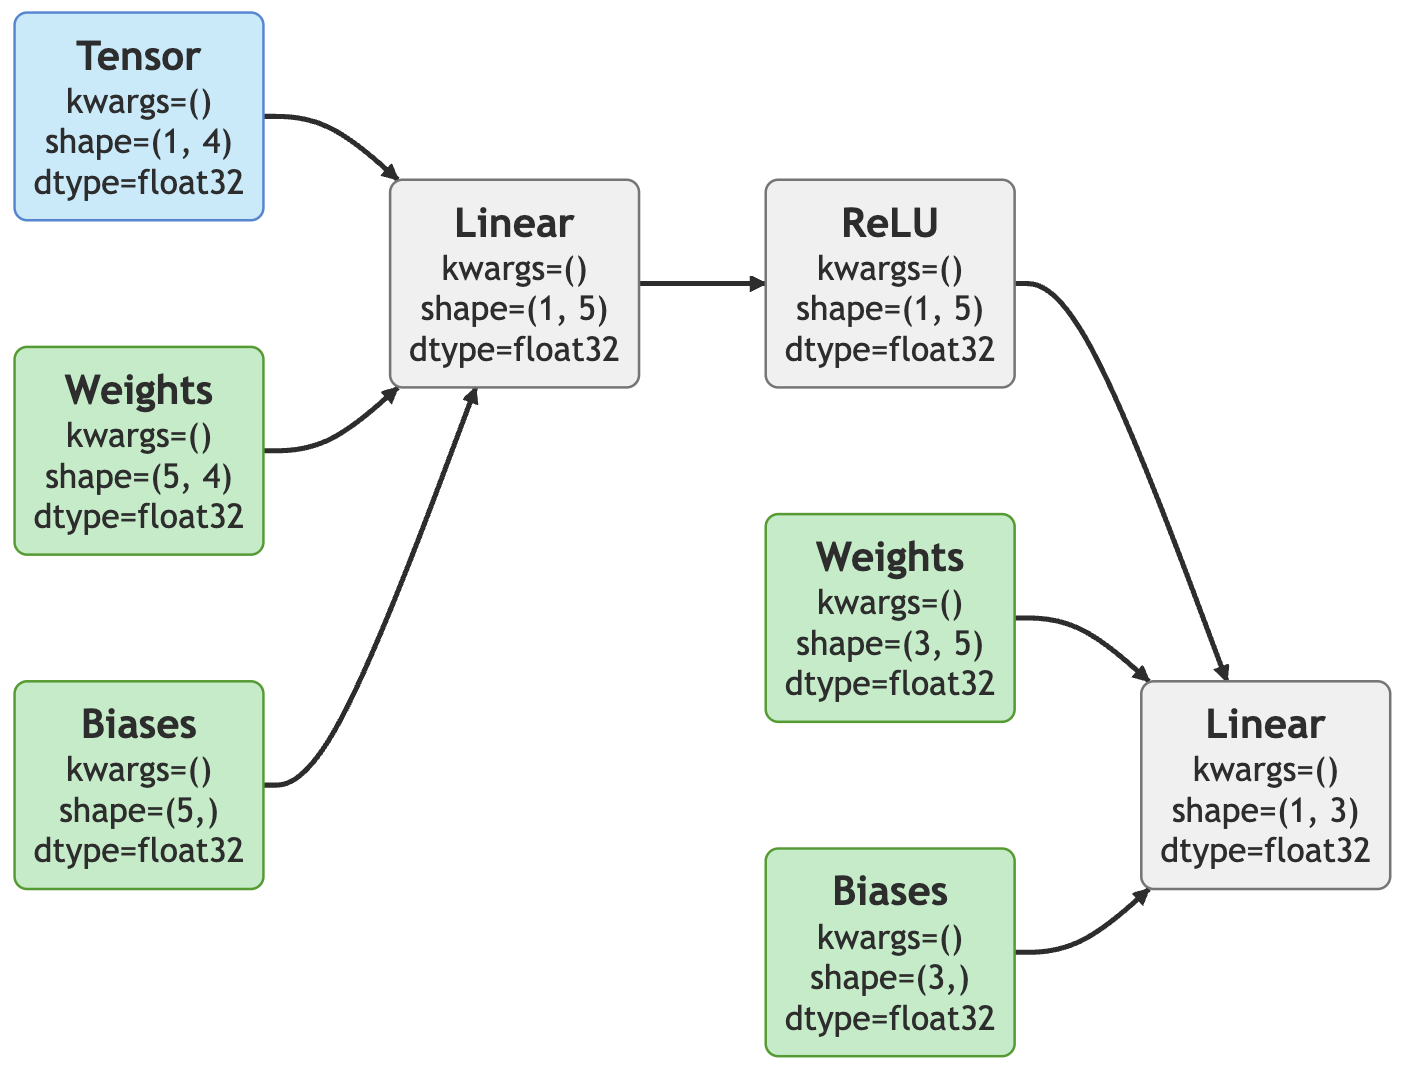 Tensor
kwargs=()
shape=(1, 4)
dtype=float32
Weights
kwargs=()
shape=(5, 4)
dtype=float32
Biases
kwargs=()
shape=(5,)
dtype=float32
Linear
kwargs=()
shape=(1, 5)
dtype=float32
ReLU
kwargs=()
shape=(1, 5)
dtype=float32
Weights
kwargs=()
shape=(3, 5)
dtype=float32
Biases
kwargs=()
shape=(3,)
dtype=float32
Linear
kwargs=()
shape=(1, 3)
dtype=float32